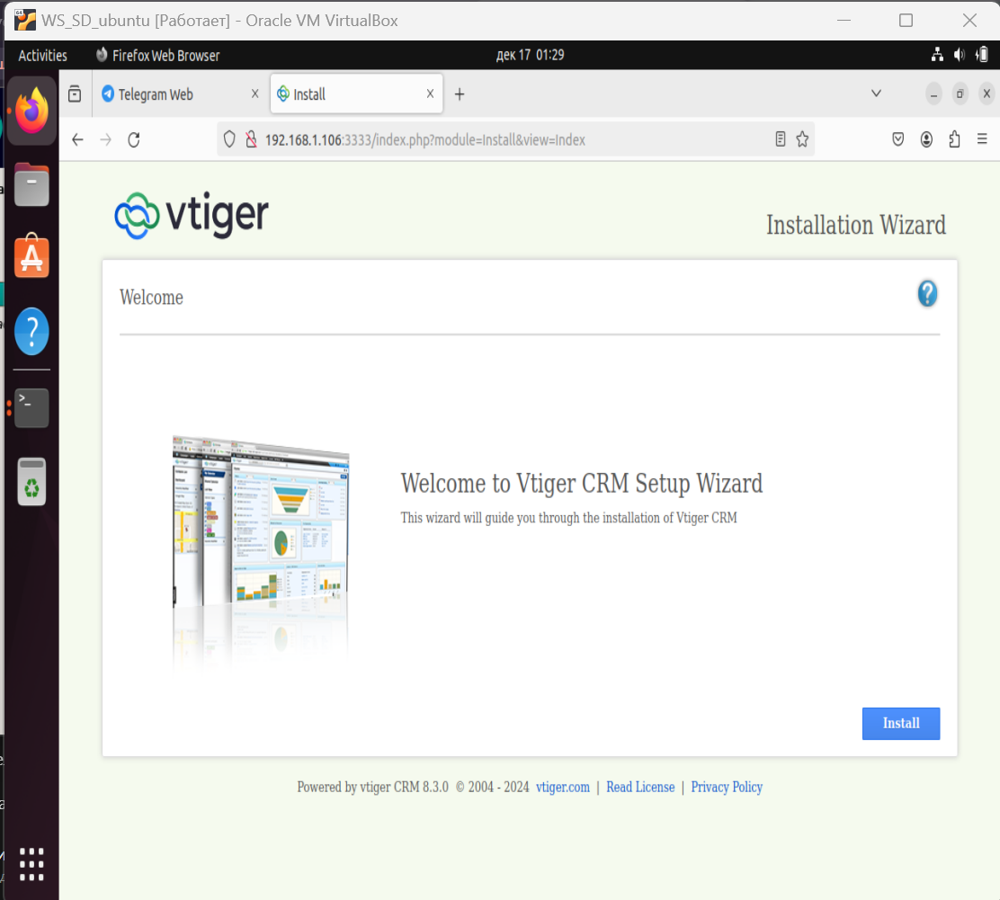 WS_SD_ubuntu [Работает] - Oracle VM VirtualBox
Activities Firefox Web Browser дек 17 01:29
Telegram Web Install
192.168.1.106:3333/index.php?module=Install&view=Index
vtiger
Installation Wizard
Welcome
Welcome to Vtiger CRM Setup Wizard
This wizard will guide you through the installation of Vtiger CRM
Install
Powered by vtiger CRM 8.3.0 © 2004 - 2024 vtiger.com | Read License | Privacy Policy